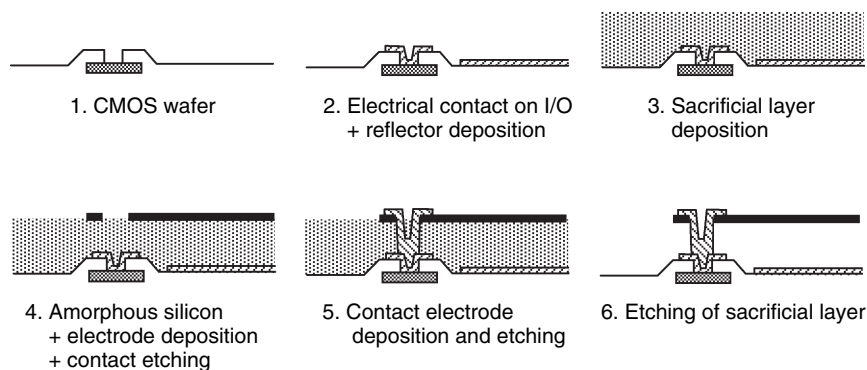 1. CMOS wafer
2. Electrical contact on I/O
+ reflector deposition
3. Sacrificial layer
deposition
4. Amorphous silicon
+ electrode deposition
+ contact etching
5. Contact electrode
deposition and etching
6. Etching of sacrificial layer